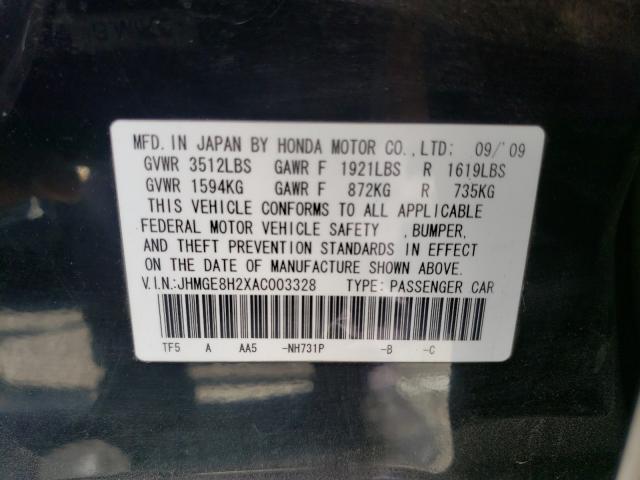 MFD. IN JAPAN BY HONDA MOTOR CO., LTD: 09/'09
GVWR 3512LBS GAWR F 1921LBS R 1619LBS
GVWR 1594KG GAWR F 872KG R 735KG
THIS VEHICLE CONFORMS TO ALL APPLICABLE
FEDERAL MOTOR VEHICLE SAFETY , BUMPER,
AND THEFT PREVENTION STANDARDS IN EFFECT
ON THE DATE OF MANUFACTURE SHOWN ABOVE.
V.I.N.:JHMGE8H2XAC003328 TYPE: PASSENGER CAR
TF5 A AA5 -NH731P -B -C